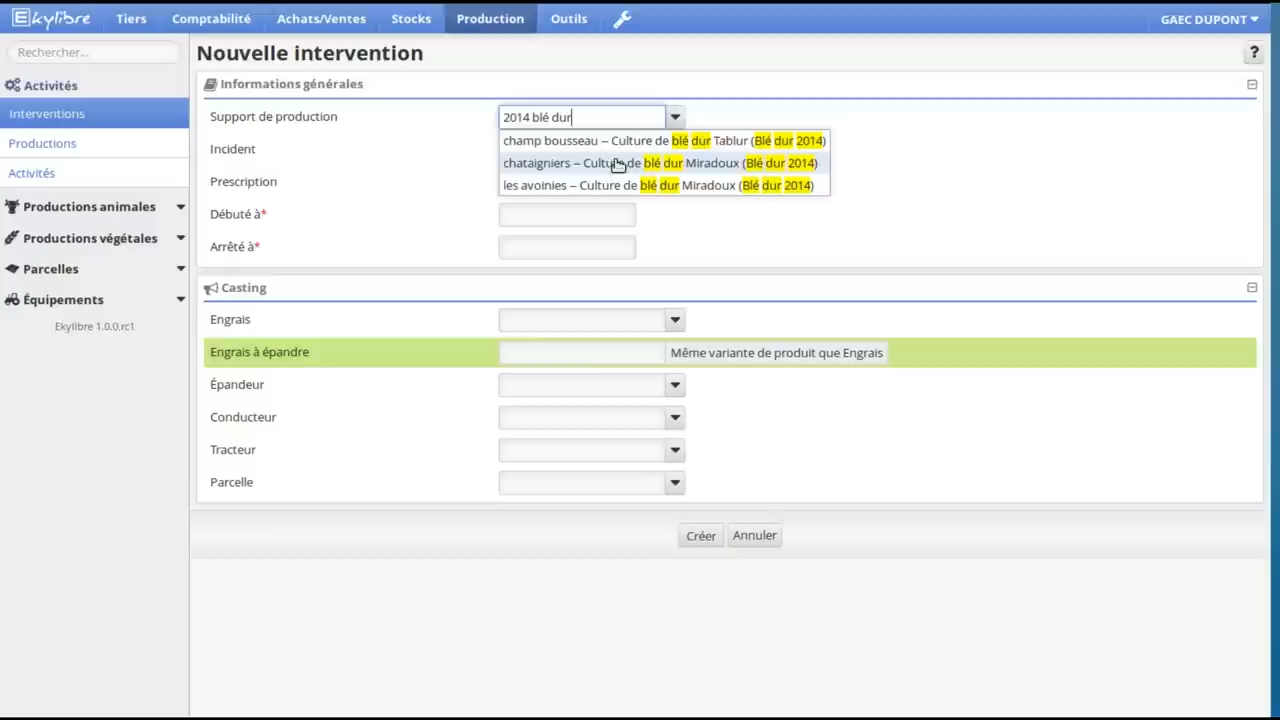 Ekylibre Tiers Comptabilité Achats/Ventes Stocks Production Outils GAEC DUPONT
Rechercher...
Activités
Interventions
Productions
Activités
Productions animales
Productions végétales
Parcelles
Équipements
Ekylibre 1.0.0.rc1
Nouvelle intervention ?
Informations générales
Support de production 2014 blé dur
champ bousseau – Culture de blé dur Tablur (Blé dur 2014)
Incident
chataigniers – Culture de blé dur Miradoux (Blé dur 2014)
Prescription
les avoinies – Culture de blé dur Miradoux (Blé dur 2014)
Débuté à*
Arrêté à*
Casting
Engrais
Engrais à épandre Même variante de produit que Engrais
Épandeur
Conducteur
Tracteur
Parcelle
Créer Annuler